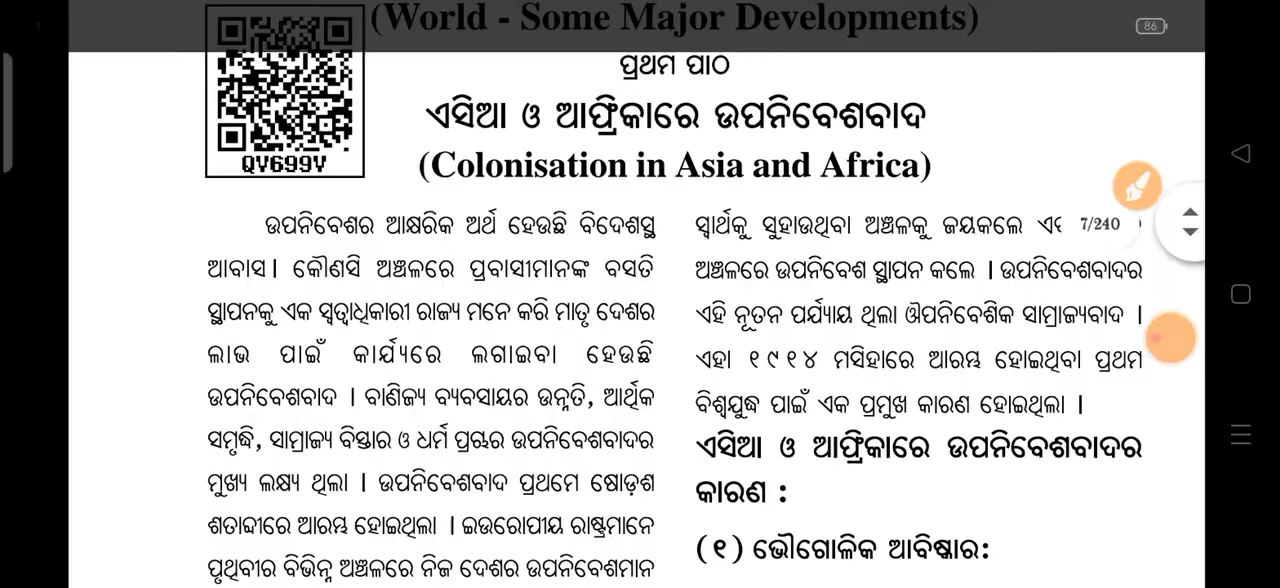 (World - Some Major Developments)
86
ପ୍ରଥମ ପାଠ
ଏସିଆ ଓ ଆଫ୍ରିକାରେ ଉପନିବେଶବାଦ
(Colonisation in Asia and Africa)
QV699V
ଉପନିବେଶର ଆକ୍ଷରିକ ଅର୍ଥ ହେଉଛି ବିଦେଶସ୍ଥ
ଆବାସ। କୌଣସି ଅଞ୍ଚଳରେ ପ୍ରବାସୀମାନଙ୍କ ବସତି
ସ୍ଥାପନକୁ ଏକ ସ୍ୱତ୍ୱାଧିକାରୀ ରାଜ୍ୟ ମନେ କରି ମାତୃ ଦେଶର
ଲାଭ ପାଇଁ କାର୍ଯ୍ୟରେ ଲଗାଇବା ହେଉଛି
ଉପନିବେଶବାଦ । ବାଣିଜ୍ୟ ବ୍ୟବସାୟର ଉନ୍ନତି, ଆର୍ଥିକ
ସମୃଦ୍ଧି, ସାମ୍ରାଜ୍ୟ ବିସ୍ତାର ଓ ଧର୍ମ ପ୍ରଚ୍ଚର ଉପନିବେଶବାଦର
ମୁଖ୍ୟ ଲକ୍ଷ୍ୟ ଥିଲା । ଉପନିବେଶବାଦ ପ୍ରଥମେ ଷୋଡ଼ଶ
ଶତାବ୍ଦୀରେ ଆରମ୍ଭ ହୋଇଥିଲା । ଇଉରୋପୀୟ ରାଷ୍ଟ୍ରମାନେ
ପୃଥିବୀର ବିଭିନ୍ନ ଅଞ୍ଚଳରେ ନିଜ ଦେଶର ଉପନିବେଶମାନ
ସ୍ୱାର୍ଥକୁ ସୁହାଉଥିବା ଅଞ୍ଚଳକୁ ଜୟକଲେ
7/240
ଅଞ୍ଚଳରେ ଉପନିବେଶ ସ୍ଥାପନ କଲେ । ଉପନିବେଶବାଦର
ଏହି ନୂତନ ପର୍ଯ୍ୟାୟ ଥିଲା ଔପନିବେଶିକ ସାମ୍ରାଜ୍ୟବାଦ ।
ଏହା ୧୯୧୪ ମସିହାରେ ଆରମ୍ଭ ହୋଇଥିବା ପ୍ରଥମ
ବିଶ୍ୱଯୁଦ୍ଧ ପାଇଁ ଏକ ପ୍ରମୁଖ କାରଣ ହୋଇଥିଲା ।
ଏସିଆ ଓ ଆଫ୍ରିକାରେ ଉପନିବେଶବାଦର
କାରଣ :
(୧) ଭୌଗୋଳିକ ଆବିଷ୍କାର: